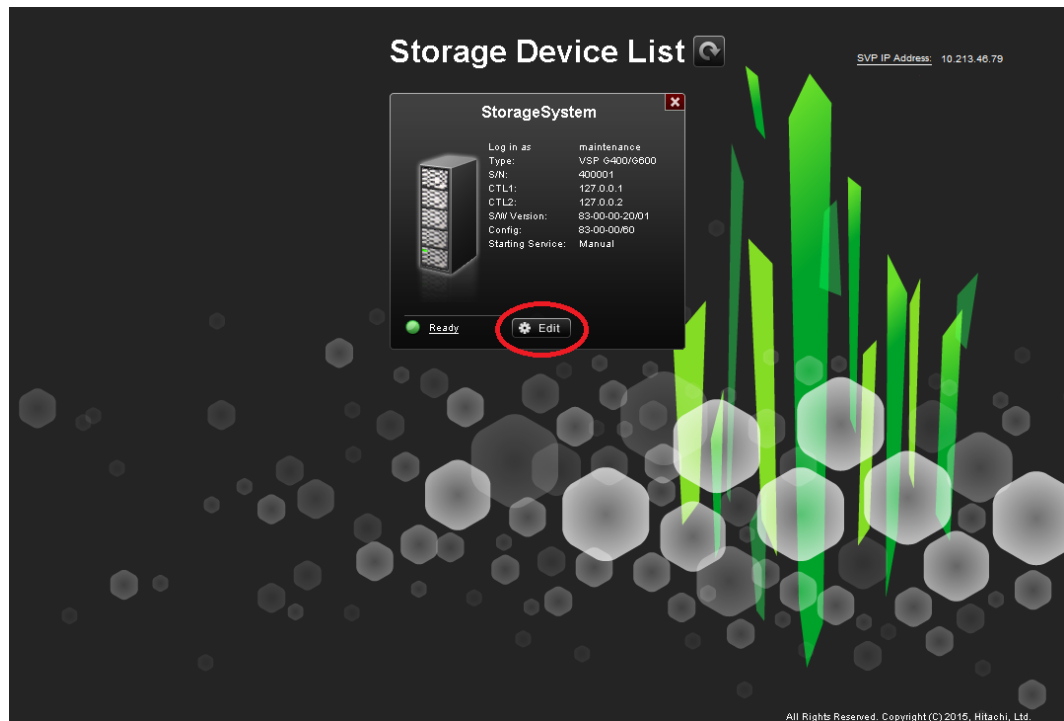 Storage Device List
SVP IP Address: 10.213.46.79
StorageSystem
Log in as maintenance
Type: VSP G400/G600
S/N: 400001
CTL1: 127.0.0.1
CTL2: 127.0.0.2
S/W Version: 83-00-00-20/01
Config: 83-00-00/60
Starting Service: Manual
Ready
Edit
All Rights Reserved. Copyright (C) 2015, Hitachi, Ltd.